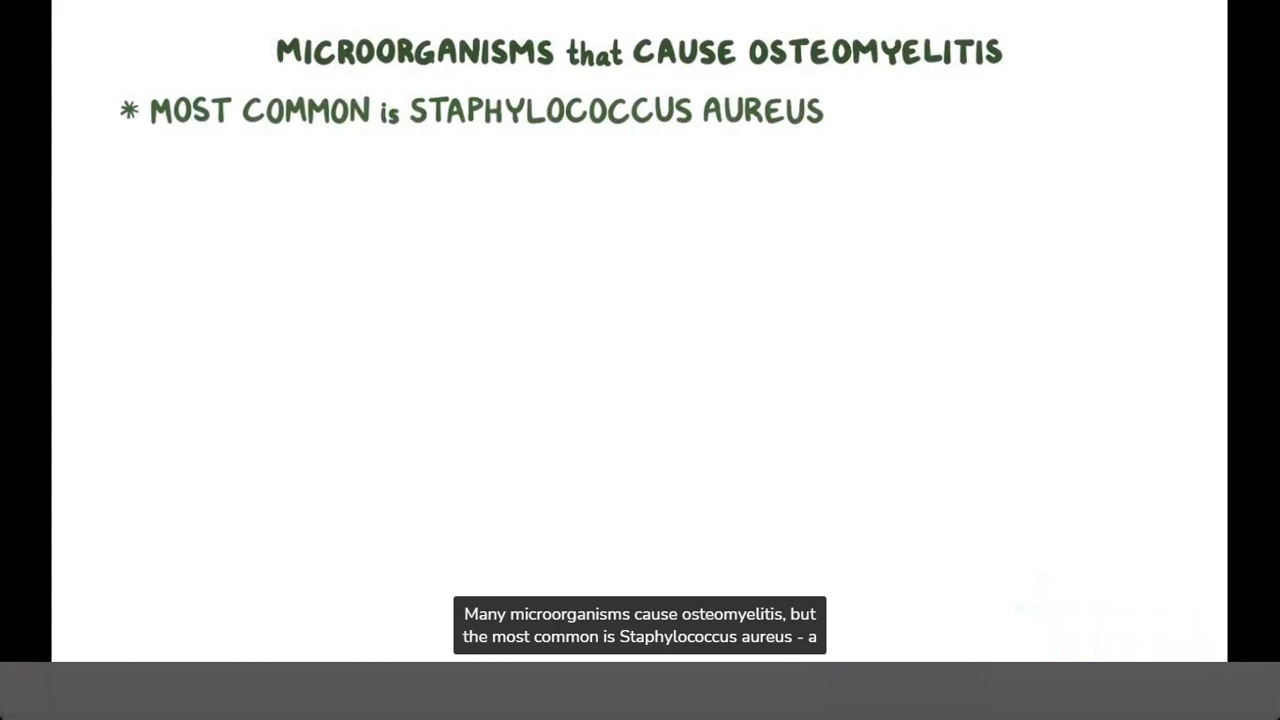 MICROORGANISMS that CAUSE OSTEOMYELITIS
* MOST COMMON is STAPHYLOCOCCUS AUREUS
Many microorganisms cause osteomyelitis, but
the most common is Staphylococcus aureus - a